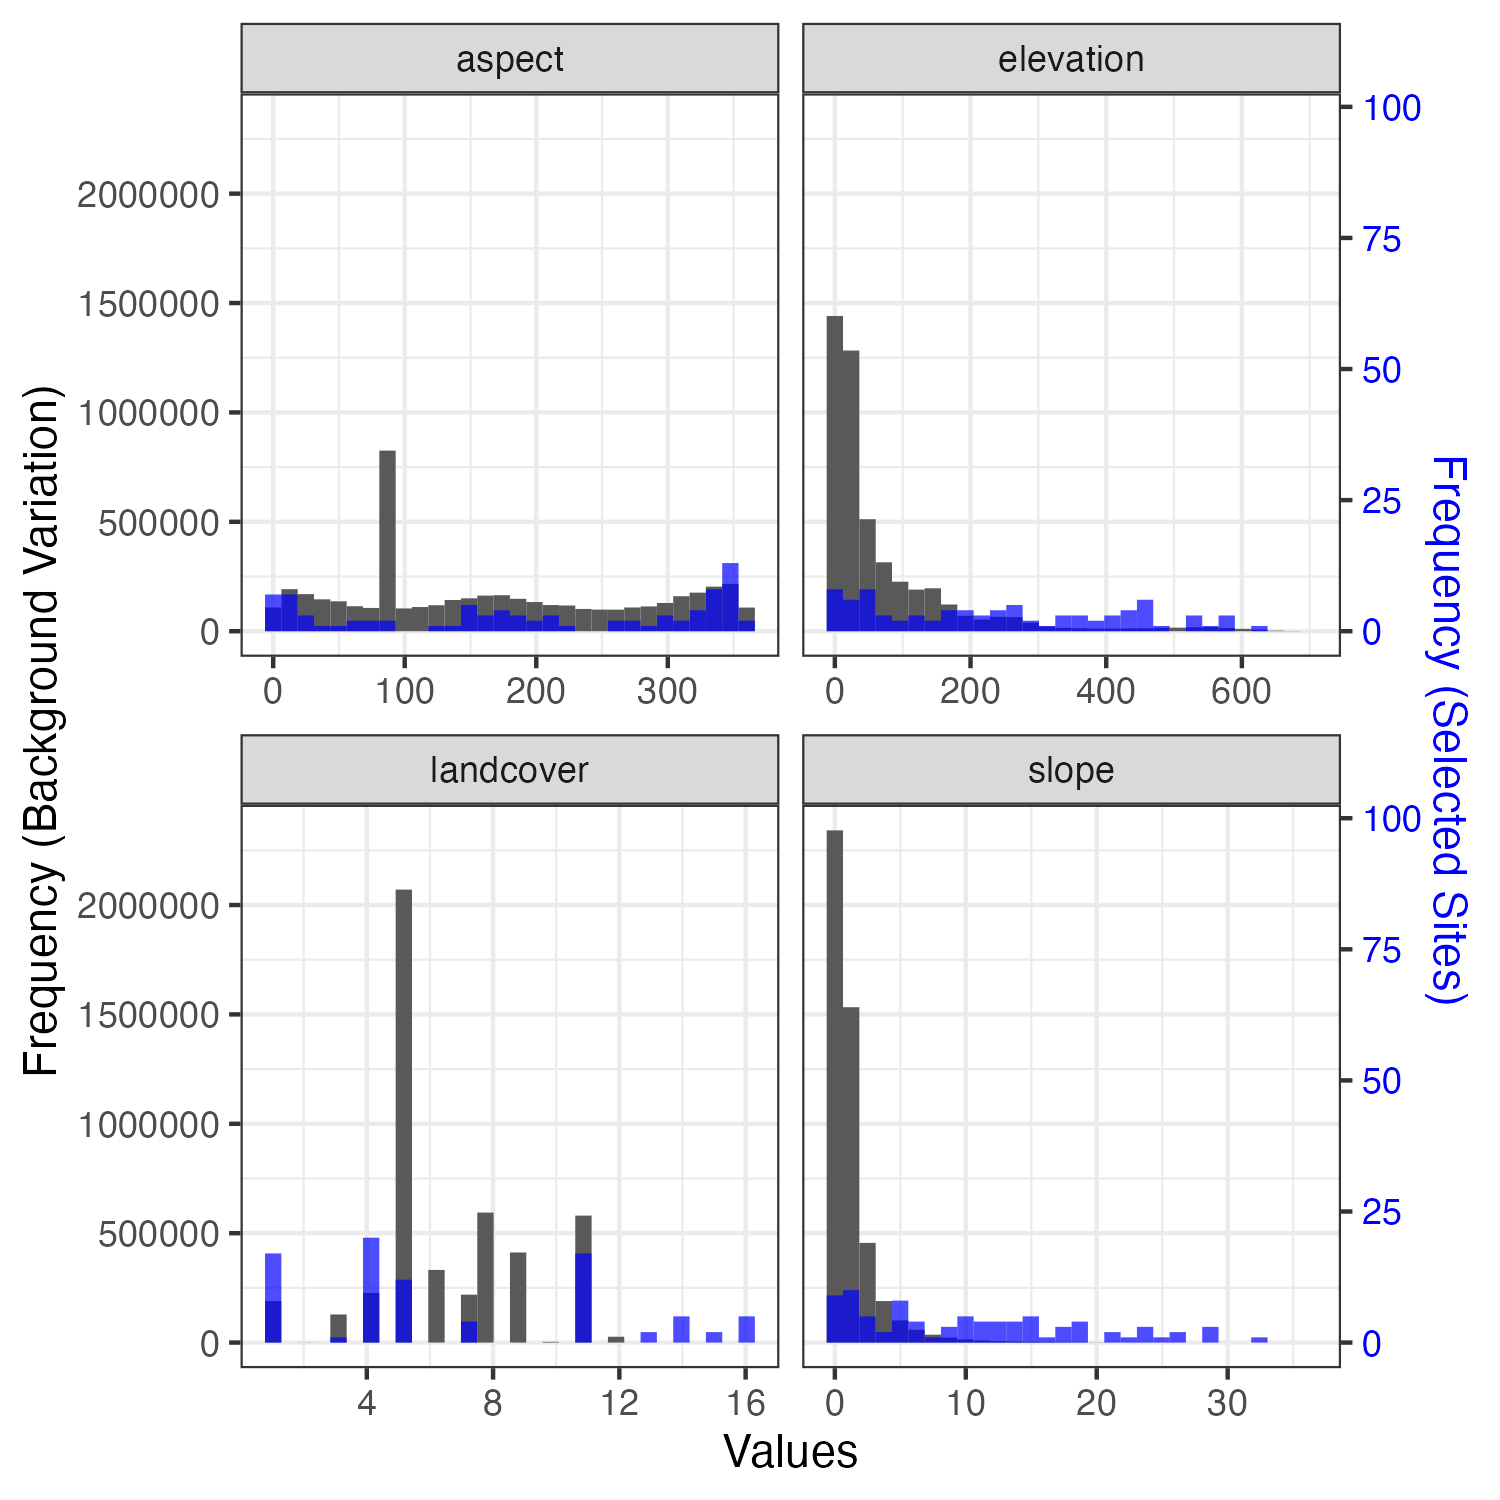 aspect
elevation
2000000
1500000
1000000
500000
0
100
75
50
25
0
0 100 200 300
0 200 400 600
landcover
slope
2000000
1500000
1000000
500000
0
100
75
50
25
0
4 8 12 16
0 10 20 30
Values
Frequency (Background Variation)
Frequency (Selected Sites)